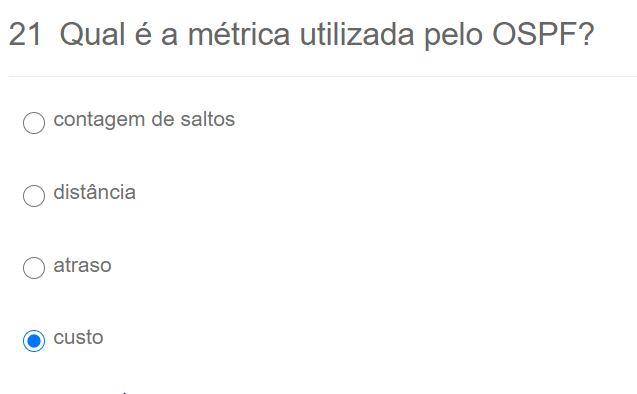 21 Qual é a métrica utilizada pelo OSPF?
contagem de saltos
distância
atraso
custo